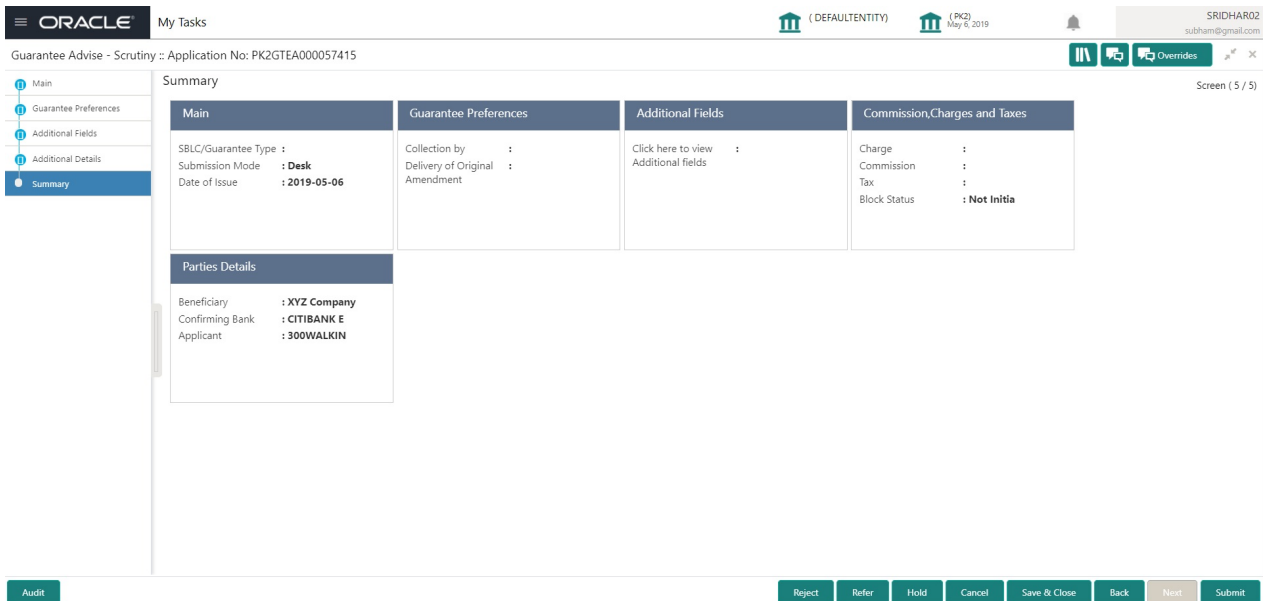 ORACLE®
My Tasks
( DEFAULTENTITY)
( PK2)
May 6, 2019
SRIDHAR02
subham@gmail.com
Guarantee Advise - Scrutiny :: Application No: PK2GTEA000057415
Overrides
Main
Guarantee Preferences
Additional Fields
Additional Details
Summary
Summary
Screen ( 5 / 5)
Main
SBLC/Guarantee Type :
Submission Mode : Desk
Date of Issue : 2019-05-06
Guarantee Preferences
Collection by :
Delivery of Original :
Amendment
Additional Fields
Click here to view :
Additional fields
Commission,Charges and Taxes
Charge :
Commission :
Tax :
Block Status : Not Initia
Parties Details
Beneficiary : XYZ Company
Confirming Bank : CITIBANK E
Applicant : 300WALKIN
Audit
Reject
Refer
Hold
Cancel
Save & Close
Back
Next
Submit